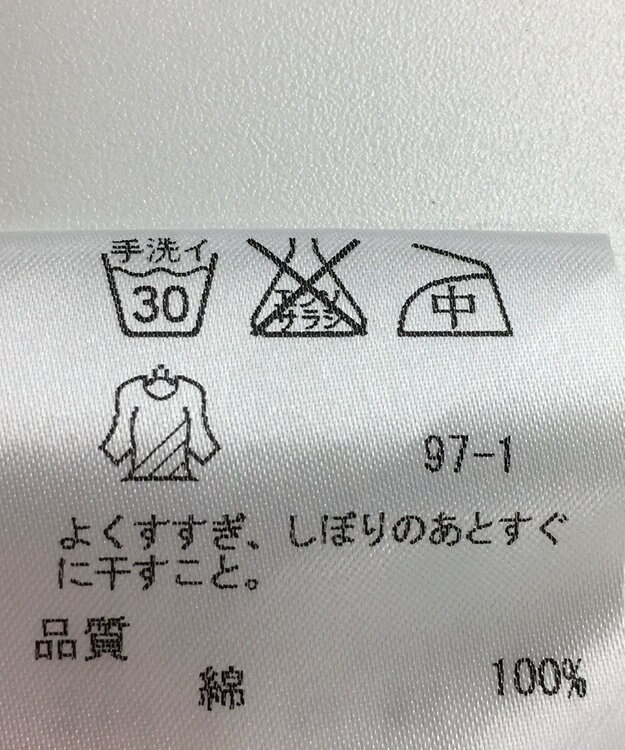 手洗イ
30
エンソ
サラシ
中
97-1
よくすすぎ、しぼりのあとすぐ
に干すこと。
品質
綿 100%